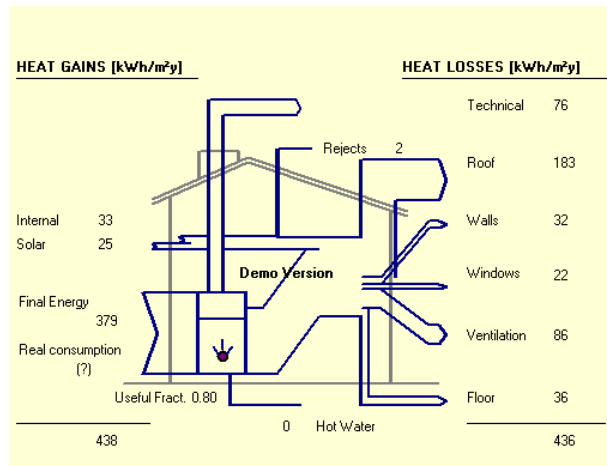 HEAT GAINS [kWh/m²y]
HEAT LOSSES [kWh/m²y]
Technical 76
Rejects 2
Roof 183
Internal 33
Walls 32
Solar 25
Demo Version
Windows 22
Final Energy
379
Ventilation 86
Real consumption
(?)
Useful Fract. 0.80
Floor 36
0 Hot Water
438
436